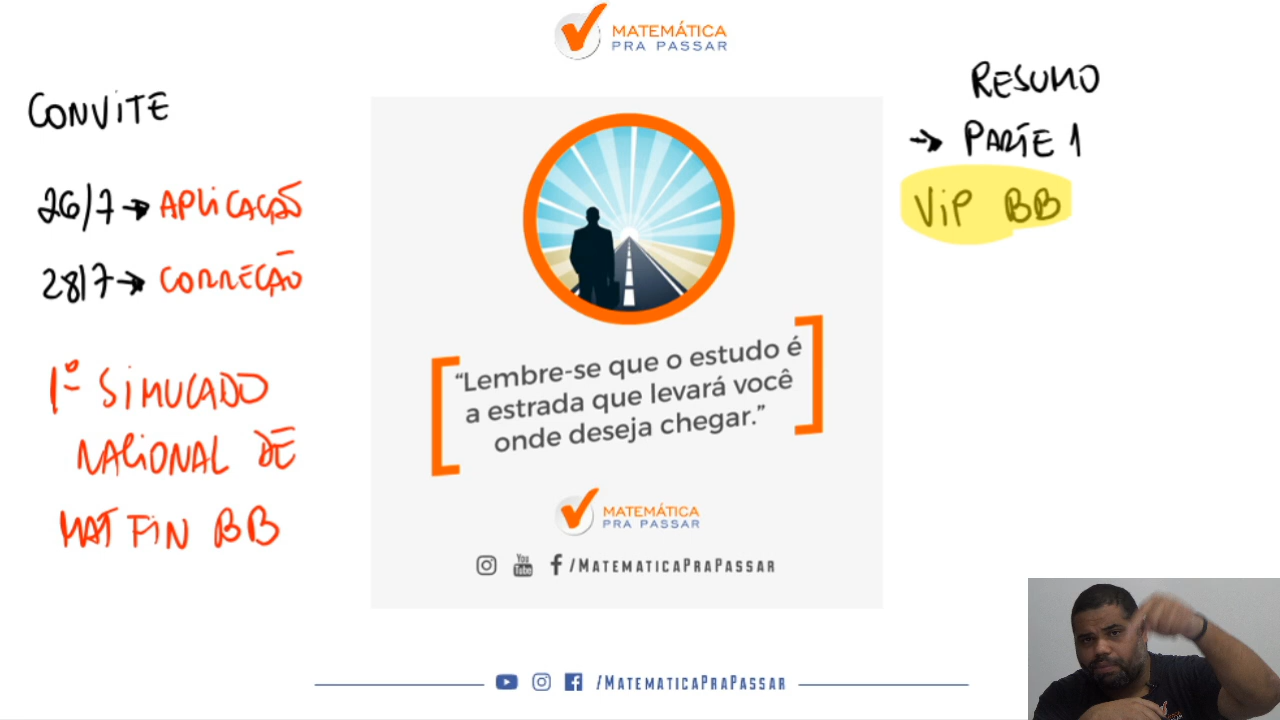 MATEMÁTICA
PRA PASSAR
CONVITE
26/7 → APLICAÇÃO
28/7 → CORREÇÃO
1º SIMULADO
NACIONAL DE
MAT FIN BB
RESUMO
→ PARTE 1
VIP BB
“Lembre-se que o estudo é
a estrada que levará você
onde deseja chegar.”
MATEMÁTICA
PRA PASSAR
You
Tube
/MATEMATICAPRAPASSAR
/MATEMATICAPRAPASSAR